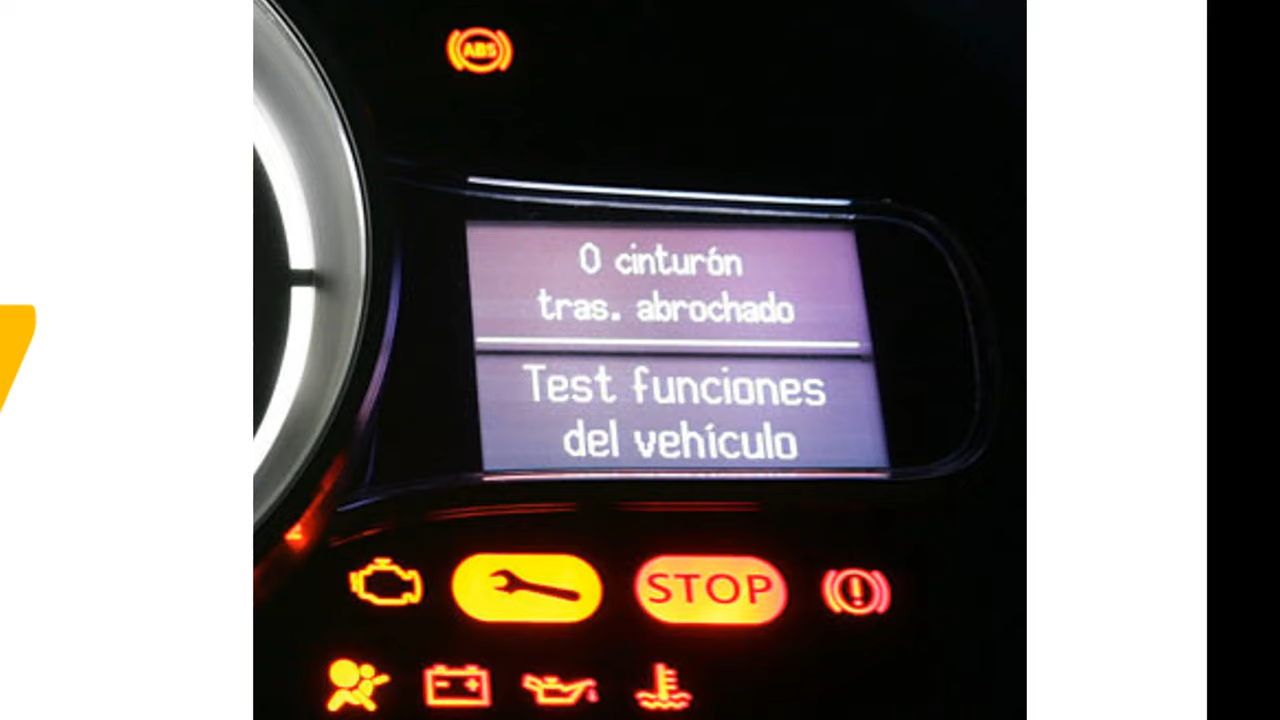 ABS
0 cinturón
tras. abrochado
Test funciones
del vehículo
STOP